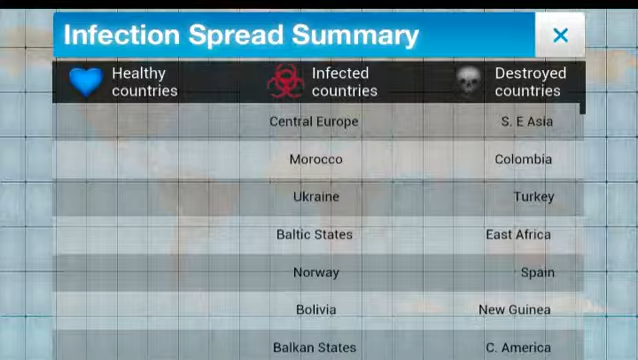 Infection Spread Summary
Healthy countries
Infected countries
Destroyed countries
Central Europe S. E Asia
Morocco Colombia
Ukraine Turkey
Baltic States East Africa
Norway Spain
Bolivia New Guinea
Balkan States C. America